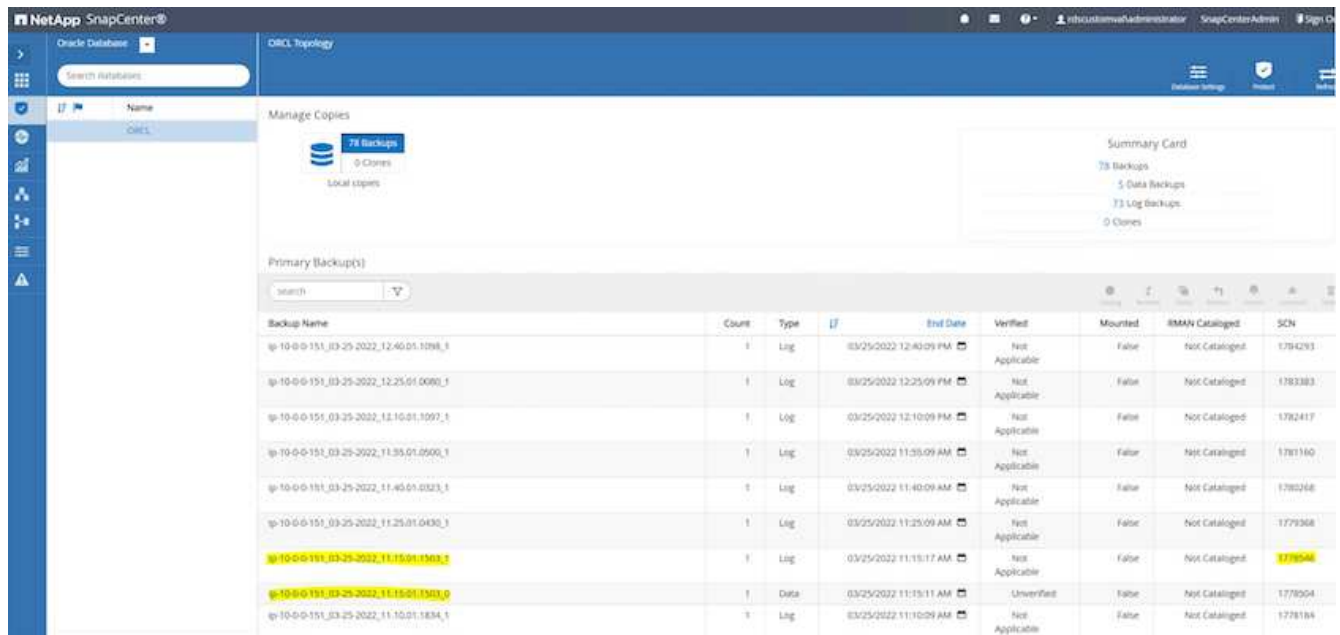 NetApp SnapCenter®
rdscustomval\administrator SnapCenterAdmin Sign O
Oracle Database
ORCL Topology
Search databases
Database Settings Protect Refresh
Name
ORCL
Manage Copies
78 Backups
0 Clones
Local copies
Summary Card
78 Backups
5 Data Backups
73 Log Backups
0 Clones
Primary Backup(s)
search
Backup Name Count Type End Date Verified Mounted RMAN Cataloged SCN
ip-10-0-0-151_03-25-2022_12.40.01.1098_1 1 Log 03/25/2022 12:40:09 PM Not Applicable False Not Cataloged 1784293
ip-10-0-0-151_03-25-2022_12.25.01.0080_1 1 Log 03/25/2022 12:25:09 PM Not Applicable False Not Cataloged 1783383
ip-10-0-0-151_03-25-2022_12.10.01.1097_1 1 Log 03/25/2022 12:10:09 PM Not Applicable False Not Cataloged 1782417
ip-10-0-0-151_03-25-2022_11.55.01.0500_1 1 Log 03/25/2022 11:55:09 AM Not Applicable False Not Cataloged 1781160
ip-10-0-0-151_03-25-2022_11.40.01.0323_1 1 Log 03/25/2022 11:40:09 AM Not Applicable False Not Cataloged 1780268
ip-10-0-0-151_03-25-2022_11.25.01.0430_1 1 Log 03/25/2022 11:25:09 AM Not Applicable False Not Cataloged 1779368
ip-10-0-0-151_03-25-2022_11.15.01.1503_1 1 Log 03/25/2022 11:15:17 AM Not Applicable False Not Cataloged 1778546
ip-10-0-0-151_03-25-2022_11.15.01.1503_0 1 Data 03/25/2022 11:15:11 AM Unverified False Not Cataloged 1778504
ip-10-0-0-151_03-25-2022_11.10.01.1834_1 1 Log 03/25/2022 11:10:09 AM Not Applicable False Not Cataloged 1778184